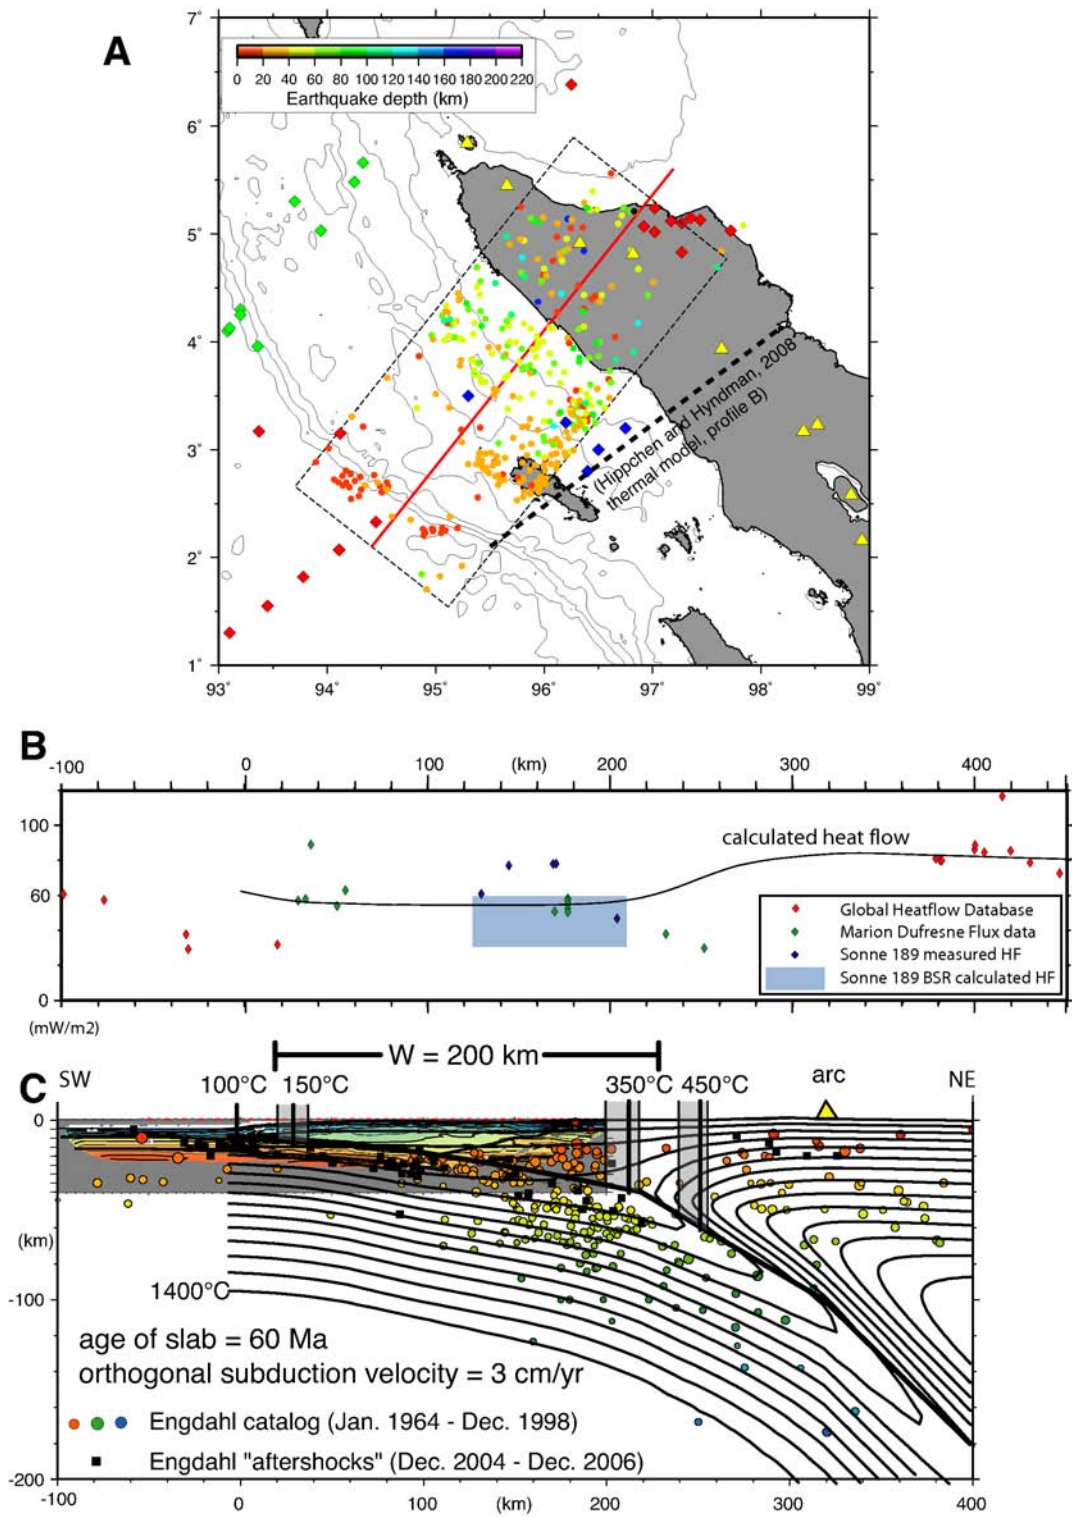 A
7°
0 20 40 60 80 100 120 140 160 180 200 220
Earthquake depth (km)
6°
5°
4°
3°
2°
1°
(Hippchen and Hyndman, 2008
thermal model, profile B)
93° 94° 95° 96° 97° 98° 99°
B
-100 0 100 (km) 200 300 400
100
60
0
(mW/m2)
calculated heat flow
Global Heatflow Database
Marion Dufresne Flux data
Sonne 189 measured HF
Sonne 189 BSR calculated HF
W = 200 km
C
SW
100°C 150°C 350°C 450°C
arc
NE
0
(km)
-100
-200
1400°C
age of slab = 60 Ma
orthogonal subduction velocity = 3 cm/yr
Engdahl catalog (Jan. 1964 - Dec. 1998)
Engdahl "aftershocks" (Dec. 2004 - Dec. 2006)
-100 0 100 (km) 200 300 400